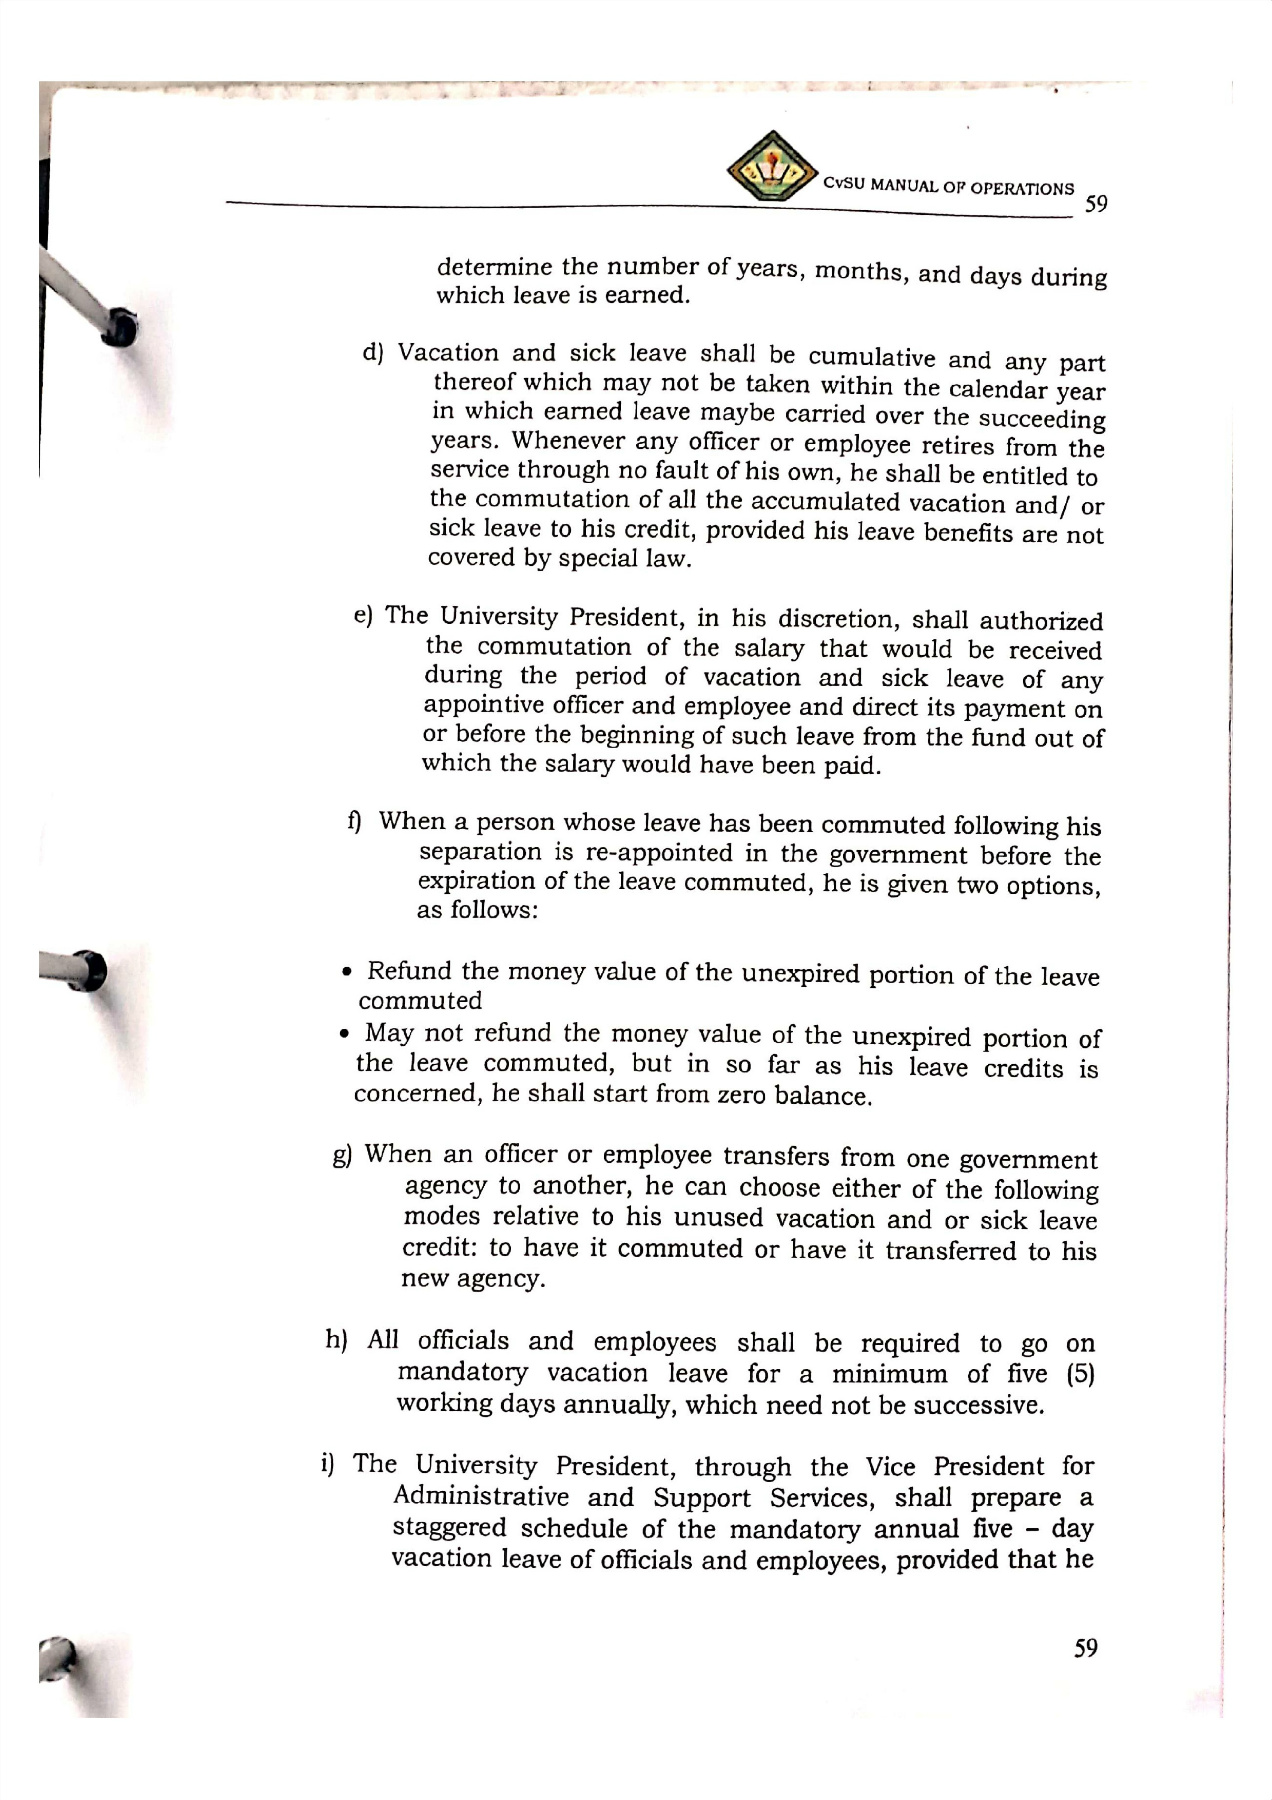 CvSU MANUAL OF OPERATIONS
59
determine the number of years, months, and days during
which leave is earned.
d) Vacation and sick leave shall be cumulative and any part
thereof which may not be taken within the calendar year
in which earned leave maybe carried over the succeeding
years. Whenever any officer or employee retires from the
service through no fault of his own, he shall be entitled to
the commutation of all the accumulated vacation and/ or
sick leave to his credit, provided his leave benefits are not
covered by special law.
e) The University President, in his discretion, shall authorized
the commutation of the salary that would be received
during the period of vacation and sick leave of any
appointive officer and employee and direct its payment on
or before the beginning of such leave from the fund out of
which the salary would have been paid.
f) When a person whose leave has been commuted following his
separation is re-appointed in the government before the
expiration of the leave commuted, he is given two options,
as follows:
• Refund the money value of the unexpired portion of the leave
commuted
• May not refund the money value of the unexpired portion of
the leave commuted, but in so far as his leave credits is
concerned, he shall start from zero balance.
g) When an officer or employee transfers from one government
agency to another, he can choose either of the following
modes relative to his unused vacation and or sick leave
credit: to have it commuted or have it transferred to his
new agency.
h) All officials and employees shall be required to go on
mandatory vacation leave for a minimum of five (5)
working days annually, which need not be successive.
i) The University President, through the Vice President for
Administrative and Support Services, shall prepare a
staggered schedule of the mandatory annual five – day
vacation leave of officials and employees, provided that he
59